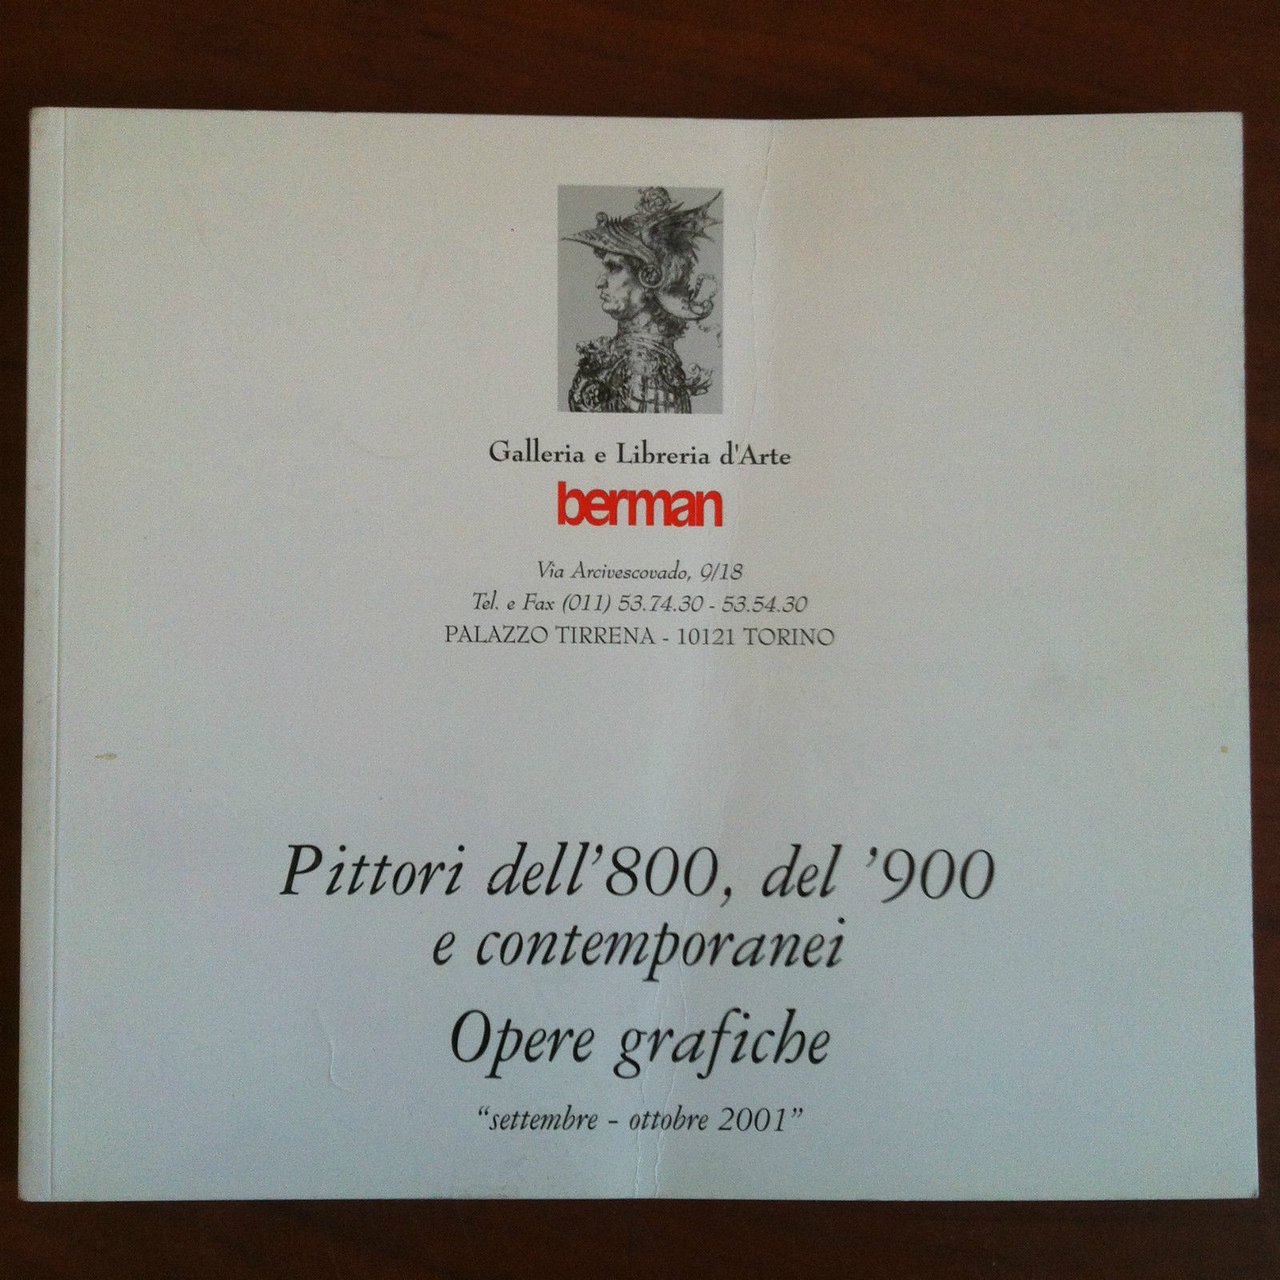 Galleria e Libreria d'Arte
berman
Via Arcivescovado, 9/18
Tel. e Fax (011) 53.74.30 - 53.54.30
PALAZZO TIRRENA - 10121 TORINO
Pittori dell'800, del '900
e contemporanei
Opere grafiche
“settembre - ottobre 2001”